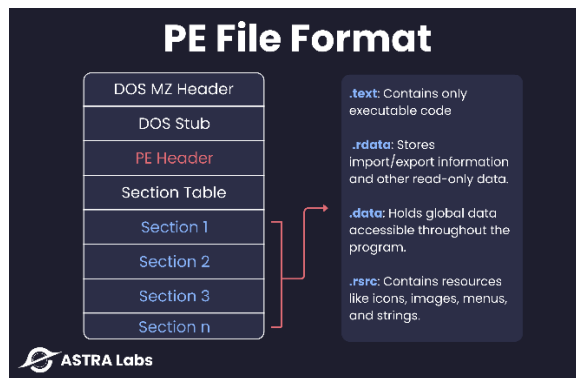 PE File Format
DOS MZ Header
DOS Stub
PE Header
Section Table
Section 1
Section 2
Section 3
Section n
.text: Contains only
executable code
.rdata: Stores
import/export information
and other read-only data.
.data: Holds global data
accessible throughout the
program.
.rsrc: Contains resources
like icons, images, menus,
and strings.
ASTRA Labs